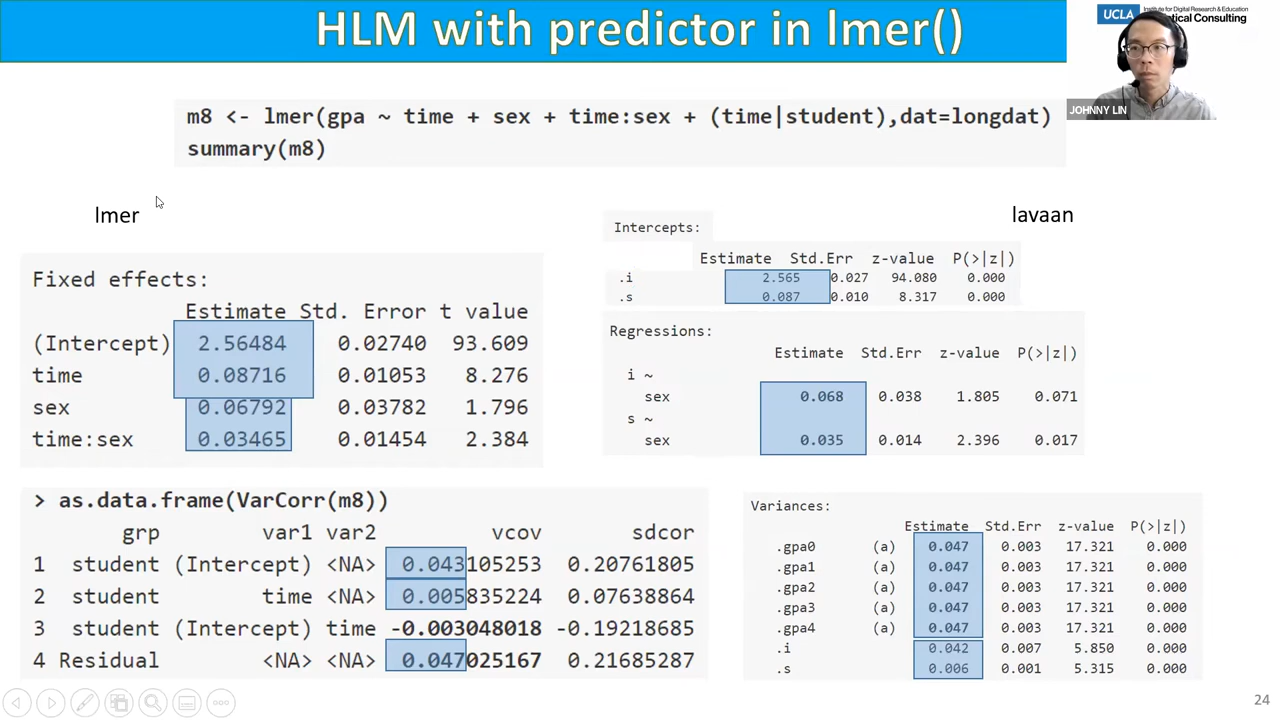 HLM with predictor in lmer()
UCLA Institute for Digital Research & Education
tical Consulting
JOHNNY LIN
m8 <- lmer(gpa ~ time + sex + time:sex + (time|student),dat=longdat)
summary(m8)
lmer
Fixed effects:
Estimate Std. Error t value
(Intercept) 2.56484 0.02740 93.609
time 0.08716 0.01053 8.276
sex 0.06792 0.03782 1.796
time:sex 0.03465 0.01454 2.384
> as.data.frame(VarCorr(m8))
grp var1 var2 vcov sdcor
1 student (Intercept) <NA> 0.043105253 0.20761805
2 student time <NA> 0.005835224 0.07638864
3 student (Intercept) time -0.003048018 -0.19218685
4 Residual <NA> <NA> 0.047025167 0.21685287
lavaan
Intercepts:
Estimate Std.Err z-value P(>|z|)
.i 2.565 0.027 94.080 0.000
.s 0.087 0.010 8.317 0.000
Regressions:
Estimate Std.Err z-value P(>|z|)
i ~
sex 0.068 0.038 1.805 0.071
s ~
sex 0.035 0.014 2.396 0.017
Variances:
Estimate Std.Err z-value P(>|z|)
.gpa0 (a) 0.047 0.003 17.321 0.000
.gpa1 (a) 0.047 0.003 17.321 0.000
.gpa2 (a) 0.047 0.003 17.321 0.000
.gpa3 (a) 0.047 0.003 17.321 0.000
.gpa4 (a) 0.047 0.003 17.321 0.000
.i 0.042 0.007 5.850 0.000
.s 0.006 0.001 5.315 0.000
24